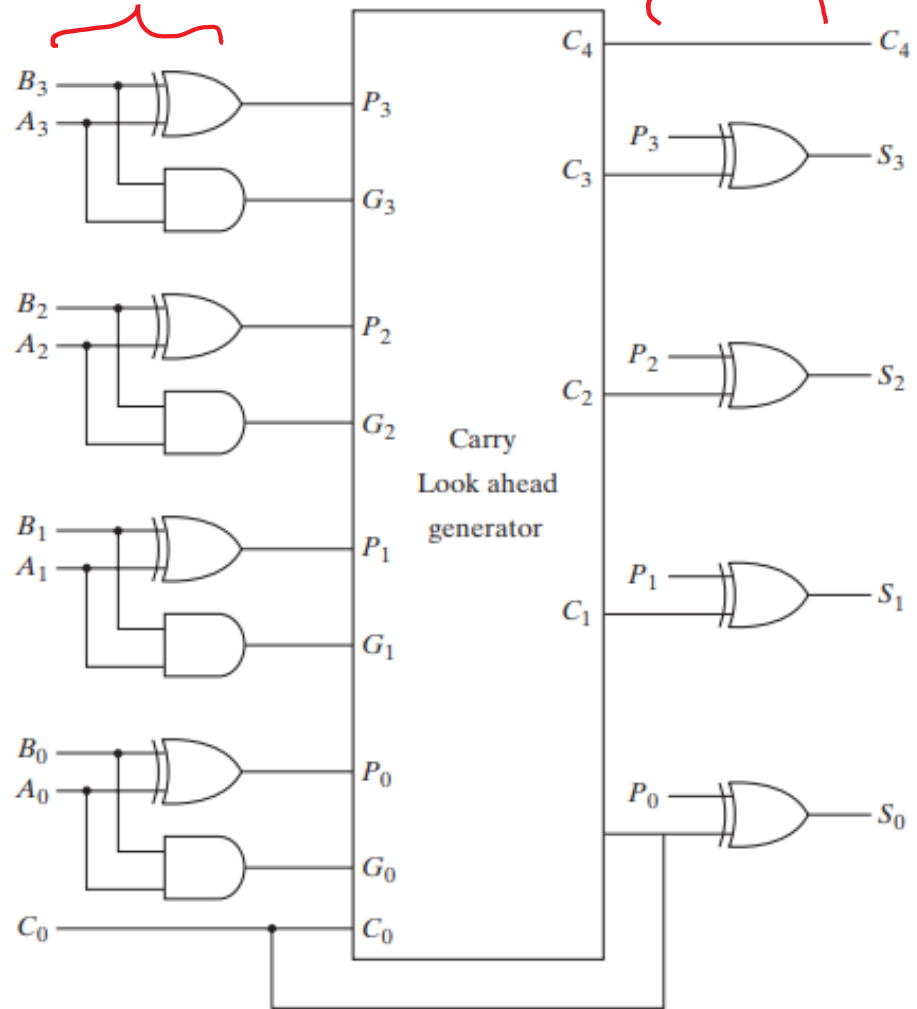 C₄ C₄
B₃
A₃
P₃
G₃
C₃
P₃
S₃
B₂
A₂
P₂
G₂
C₂
P₂
S₂
Carry
Look ahead
generator
B₁
A₁
P₁
G₁
C₁
P₁
S₁
B₀
A₀
P₀
G₀
P₀
S₀
C₀ C₀